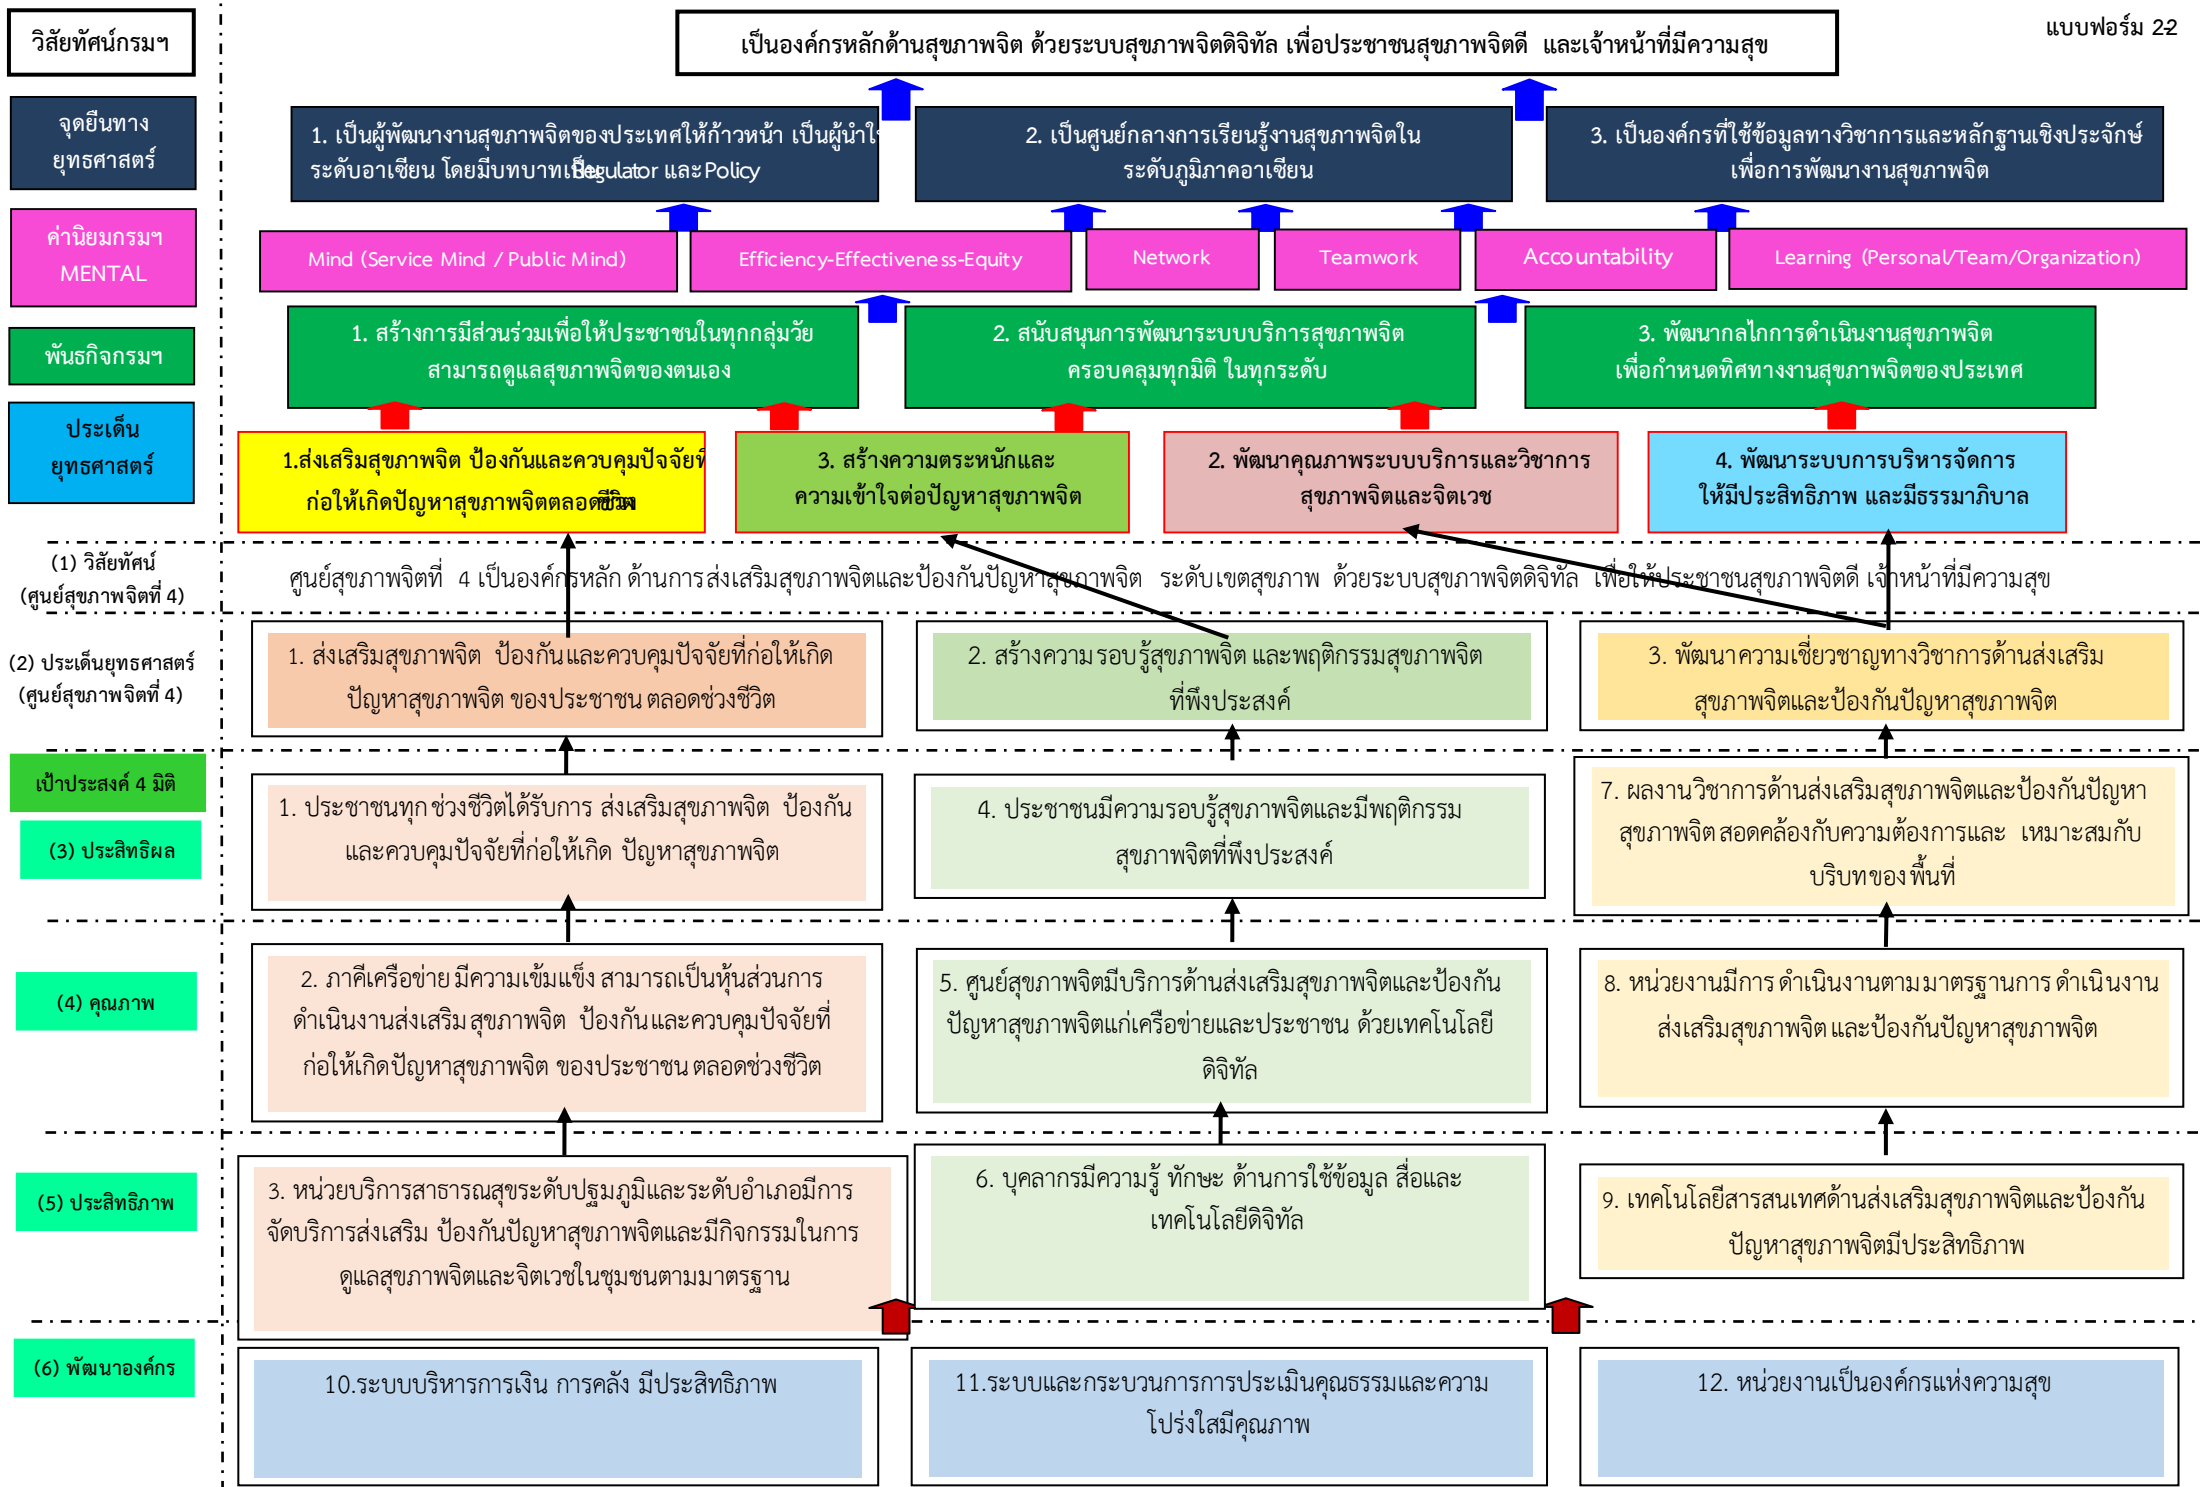 แบบฟอร์ม 2-2
วิสัยทัศน์กรมฯ
เป็นองค์กรหลักด้านสุขภาพจิต ด้วยระบบสุขภาพจิตดิจิทัล เพื่อประชาชนสุขภาพจิตดี และเจ้าหน้าที่มีความสุข
จุดยืนทาง
ยุทธศาสตร์
1. เป็นผู้พัฒนางานสุขภาพจิตของประเทศให้ก้าวหน้า เป็นผู้นำใน
ระดับอาเซียน โดยมีบทบาทเป็น Regulator และ Policy
2. เป็นศูนย์กลางการเรียนรู้งานสุขภาพจิตใน
ระดับภูมิภาคอาเซียน
3. เป็นองค์กรที่ใช้ข้อมูลทางวิชาการและหลักฐานเชิงประจักษ์
เพื่อการพัฒนางานสุขภาพจิต
ค่านิยมกรมฯ
MENTAL
Mind (Service Mind / Public Mind)
Efficiency-Effectiveness-Equity
Network
Teamwork
Accountability
Learning (Personal/Team/Organization)
พันธกิจกรมฯ
1. สร้างการมีส่วนร่วมเพื่อให้ประชาชนในทุกกลุ่มวัย
สามารถดูแลสุขภาพจิตของตนเอง
2. สนับสนุนการพัฒนาระบบบริการสุขภาพจิต
ครอบคลุมทุกมิติ ในทุกระดับ
3. พัฒนากลไกการดำเนินงานสุขภาพจิต
เพื่อกำหนดทิศทางงานสุขภาพจิตของประเทศ
ประเด็น
ยุทธศาสตร์
1.ส่งเสริมสุขภาพจิต ป้องกันและควบคุมปัจจัยที่
ก่อให้เกิดปัญหาสุขภาพจิตตลอดช่วงชีวิต
3. สร้างความตระหนักและ
ความเข้าใจต่อปัญหาสุขภาพจิต
2. พัฒนาคุณภาพระบบบริการและวิชาการ
สุขภาพจิตและจิตเวช
4. พัฒนาระบบการบริหารจัดการ
ให้มีประสิทธิภาพ และมีธรรมาภิบาล
(1) วิสัยทัศน์
(ศูนย์สุขภาพจิตที่ 4)
ศูนย์สุขภาพจิตที่ 4 เป็นองค์กรหลัก ด้านการส่งเสริมสุขภาพจิตและป้องกันปัญหาสุขภาพจิต ระดับเขตสุขภาพ ด้วยระบบสุขภาพจิตดิจิทัล เพื่อให้ประชาชนสุขภาพจิตดี เจ้าหน้าที่มีความสุข
(2) ประเด็นยุทธศาสตร์
(ศูนย์สุขภาพจิตที่ 4)
1. ส่งเสริมสุขภาพจิต ป้องกันและควบคุมปัจจัยที่ก่อให้เกิด
ปัญหาสุขภาพจิต ของประชาชน ตลอดช่วงชีวิต
2. สร้างความรอบรู้สุขภาพจิต และพฤติกรรมสุขภาพจิต
ที่พึงประสงค์
3. พัฒนาความเชี่ยวชาญทางวิชาการด้านส่งเสริม
สุขภาพจิตและป้องกันปัญหาสุขภาพจิต
เป้าประสงค์ 4 มิติ
(3) ประสิทธิผล
1. ประชาชนทุกช่วงชีวิตได้รับการ ส่งเสริมสุขภาพจิต ป้องกัน
และควบคุมปัจจัยที่ก่อให้เกิด ปัญหาสุขภาพจิต
4. ประชาชนมีความรอบรู้สุขภาพจิตและมีพฤติกรรม
สุขภาพจิตที่พึงประสงค์
7. ผลงานวิชาการด้านส่งเสริมสุขภาพจิตและป้องกันปัญหา
สุขภาพจิต สอดคล้องกับความต้องการและ เหมาะสมกับ
บริบทของพื้นที่
(4) คุณภาพ
2. ภาคีเครือข่าย มีความเข้มแข็ง สามารถเป็นหุ้นส่วนการ
ดำเนินงานส่งเสริมสุขภาพจิต ป้องกันและควบคุมปัจจัยที่
ก่อให้เกิดปัญหาสุขภาพจิต ของประชาชน ตลอดช่วงชีวิต
5. ศูนย์สุขภาพจิตมีบริการด้านส่งเสริมสุขภาพจิตและป้องกัน
ปัญหาสุขภาพจิตแก่เครือข่ายและประชาชน ด้วยเทคโนโลยี
ดิจิทัล
8. หน่วยงานมีการ ดำเนินงานตามมาตรฐานการ ดำเนินงาน
ส่งเสริมสุขภาพจิต และป้องกันปัญหาสุขภาพจิต
(5) ประสิทธิภาพ
3. หน่วยบริการสาธารณสุขระดับปฐมภูมิและระดับอำเภอมีการ
จัดบริการส่งเสริม ป้องกันปัญหาสุขภาพจิตและมีกิจกรรมในการ
ดูแลสุขภาพจิตและจิตเวชในชุมชนตามมาตรฐาน
6. บุคลากรมีความรู้ ทักษะ ด้านการใช้ข้อมูล สื่อและ
เทคโนโลยีดิจิทัล
9. เทคโนโลยีสารสนเทศด้านส่งเสริมสุขภาพจิตและป้องกัน
ปัญหาสุขภาพจิตมีประสิทธิภาพ
(6) พัฒนาองค์กร
10.ระบบบริหารการเงิน การคลัง มีประสิทธิภาพ
11.ระบบและกระบวนการการประเมินคุณธรรมและความ
โปร่งใสมีคุณภาพ
12. หน่วยงานเป็นองค์กรแห่งความสุข